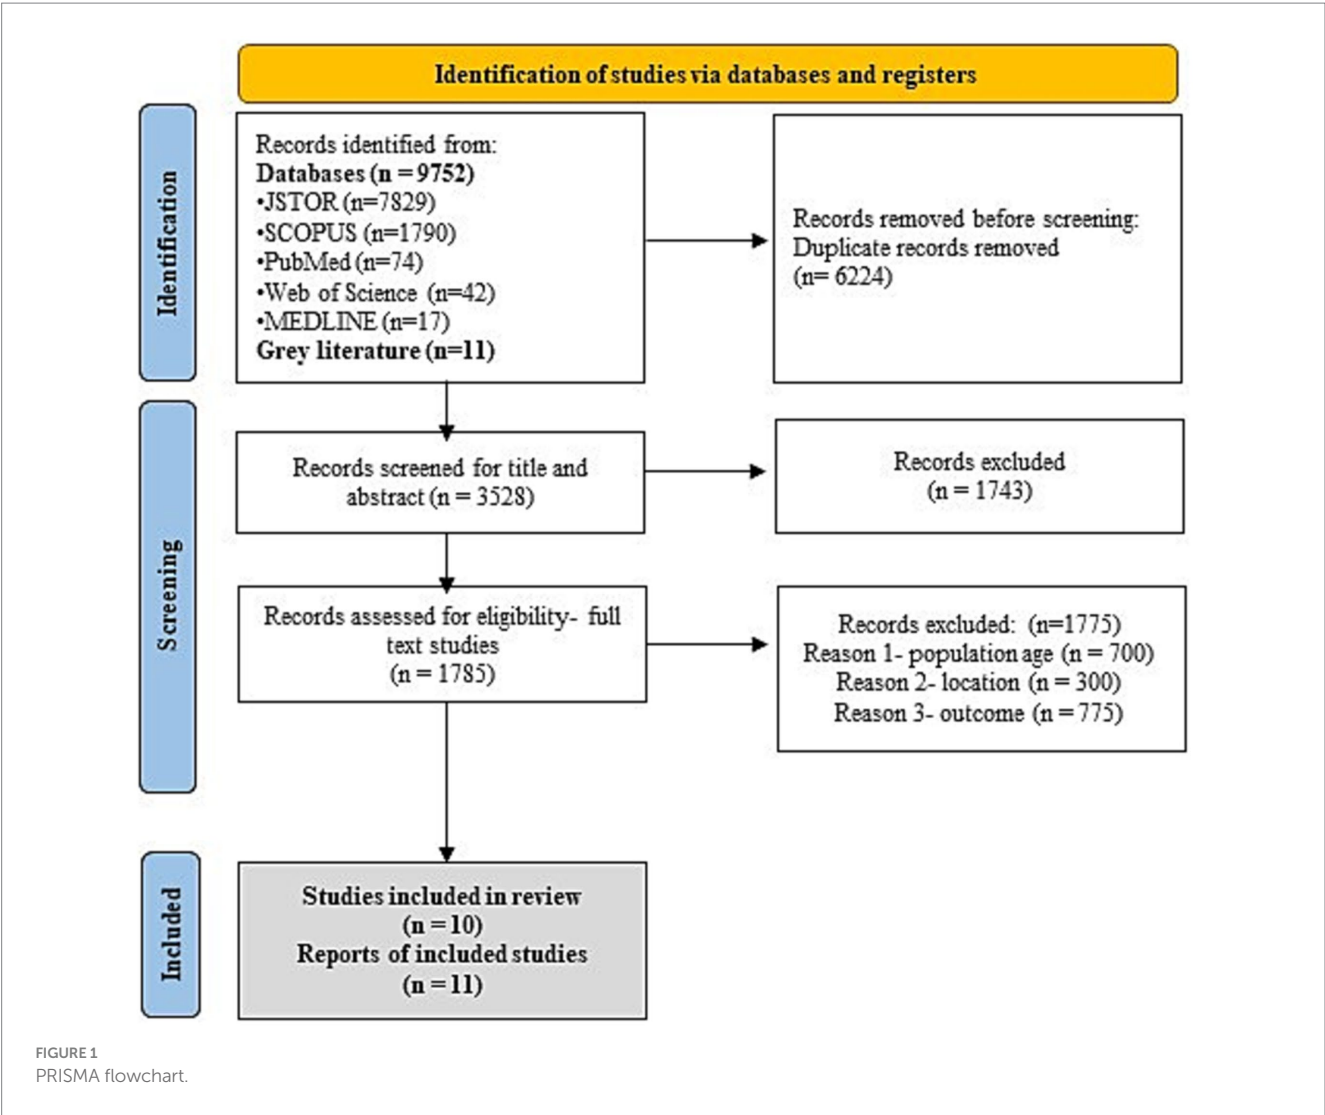 Identification of studies via databases and registers
Identification
Records identified from:
Databases (n = 9752)
•JSTOR (n=7829)
•SCOPUS (n=1790)
•PubMed (n=74)
•Web of Science (n=42)
•MEDLINE (n=17)
Grey literature (n=11)
Records removed before screening:
Duplicate records removed
(n= 6224)
Screening
Records screened for title and
abstract (n = 3528)
Records excluded
(n = 1743)
Records assessed for eligibility- full
text studies
(n = 1785)
Records excluded: (n=1775)
Reason 1- population age (n = 700)
Reason 2- location (n = 300)
Reason 3- outcome (n = 775)
Included
Studies included in review
(n = 10)
Reports of included studies
(n = 11)
FIGURE 1
PRISMA flowchart.